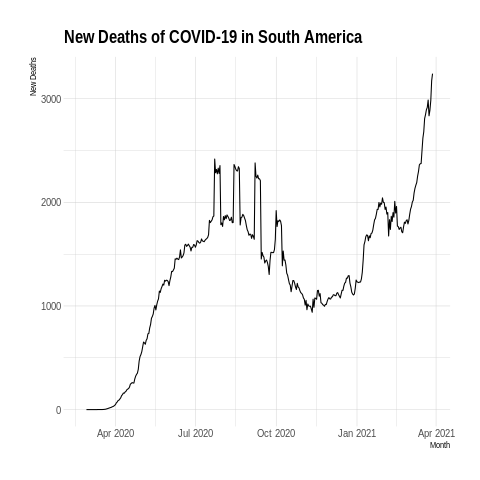 New Deaths of COVID-19 in South America
New Deaths
3000
2000
1000
0
Apr 2020 Jul 2020 Oct 2020 Jan 2021 Apr 2021
Month